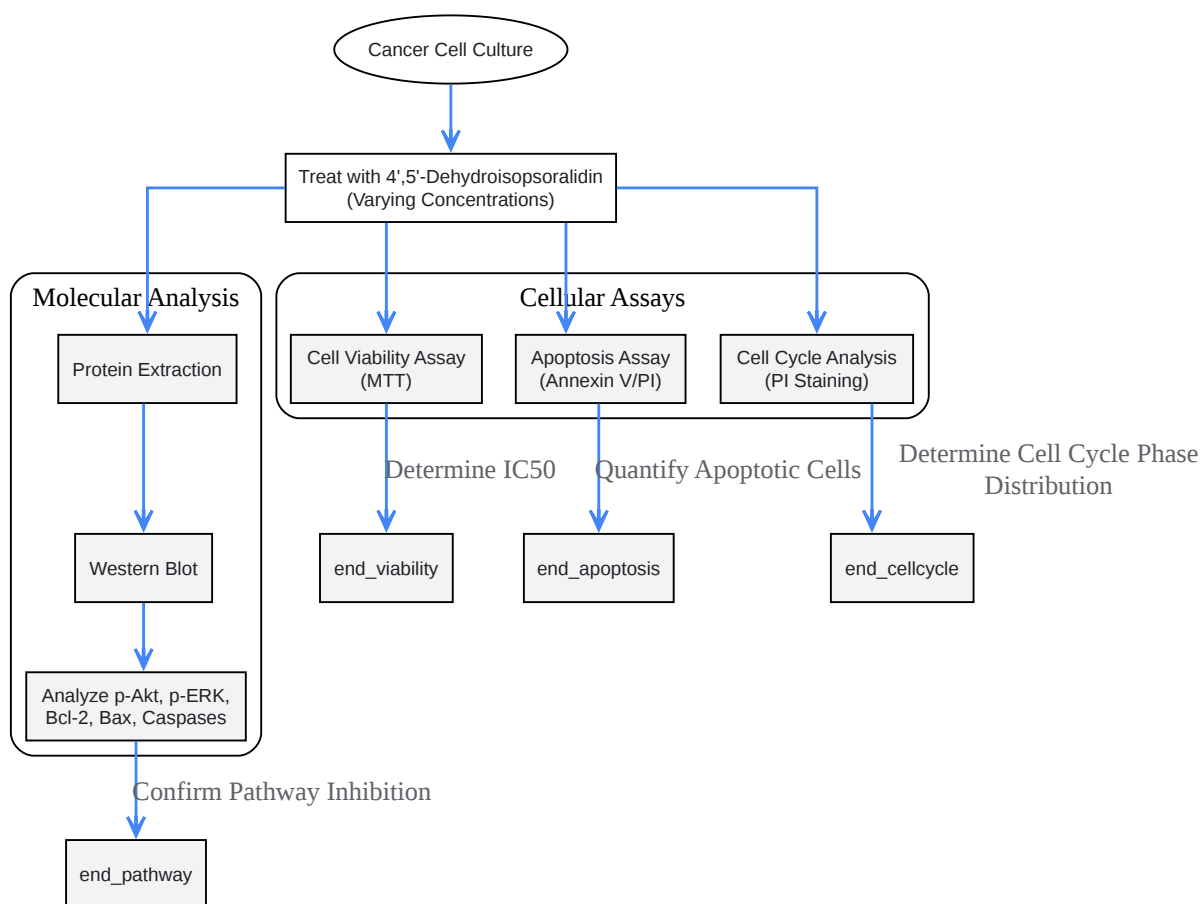 Cancer Cell Culture
Treat with 4',5'-Dehydroisopsoralidin
(Varying Concentrations)
Molecular Analysis
Cellular Assays
Protein Extraction
Cell Viability Assay
(MTT)
Apoptosis Assay
(Annexin V/PI)
Cell Cycle Analysis
(PI Staining)
Determine IC50
Quantify Apoptotic Cells
Determine Cell Cycle Phase
Distribution
Western Blot
end_viability
end_apoptosis
end_cellcycle
Analyze p-Akt, p-ERK,
Bcl-2, Bax, Caspases
Confirm Pathway Inhibition
end_pathway